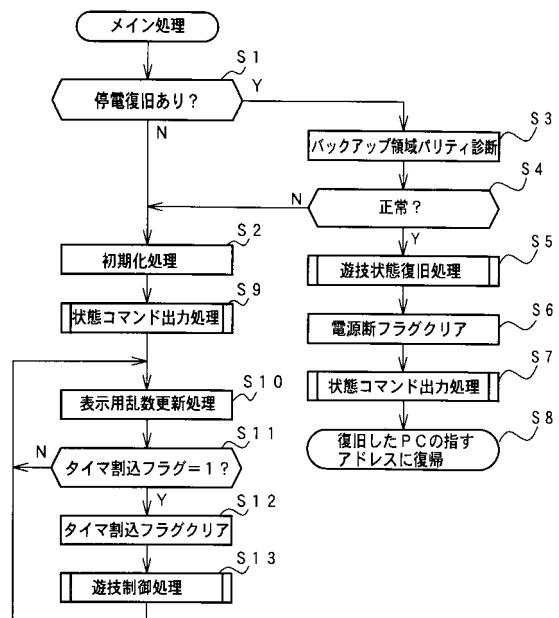 メイン処理
S1
停電復旧あり？
Y
N
S3
バックアップ領域パリティ診断
S4
正常？
N
Y
S2
初期化処理
S5
遊技状態復旧処理
S9
状態コマンド出力処理
S6
電源断フラグクリア
S7
状態コマンド出力処理
S10
表示用乱数更新処理
S8
復旧したPCの指す
アドレスに復帰
S11
タイマ割込フラグ＝１？
N
Y
S12
タイマ割込フラグクリア
S13
遊技制御処理